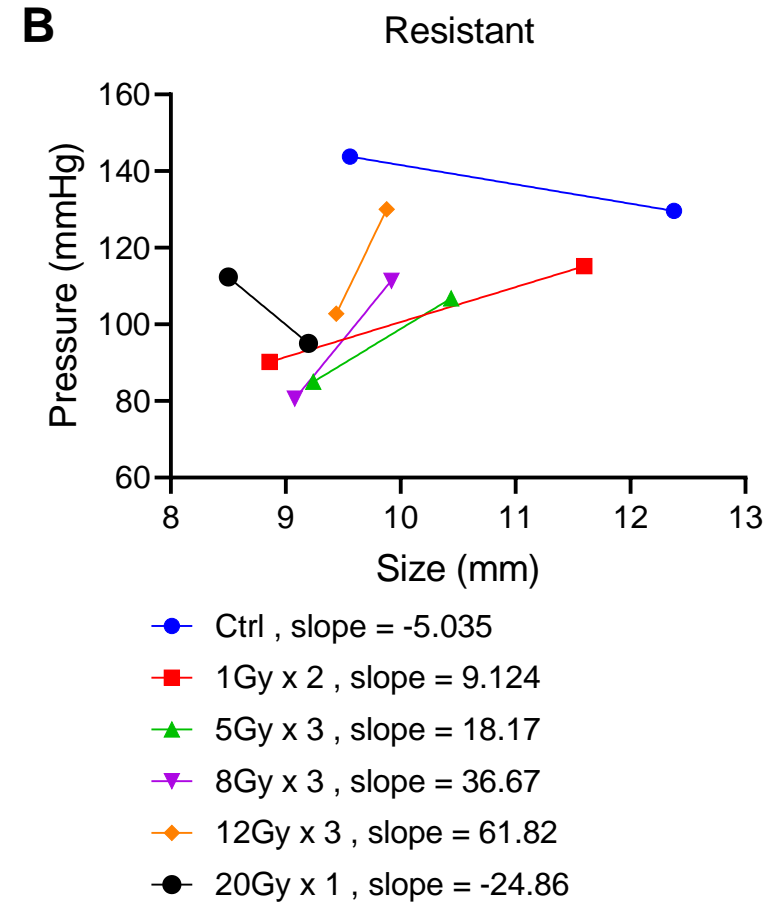 B
Resistant
160
140
120
100
80
60
Pressure (mmHg)
8 9 10 11 12 13
Size (mm)
Ctrl , slope = -5.035
1Gy x 2 , slope = 9.124
5Gy x 3 , slope = 18.17
8Gy x 3 , slope = 36.67
12Gy x 3 , slope = 61.82
20Gy x 1 , slope = -24.86